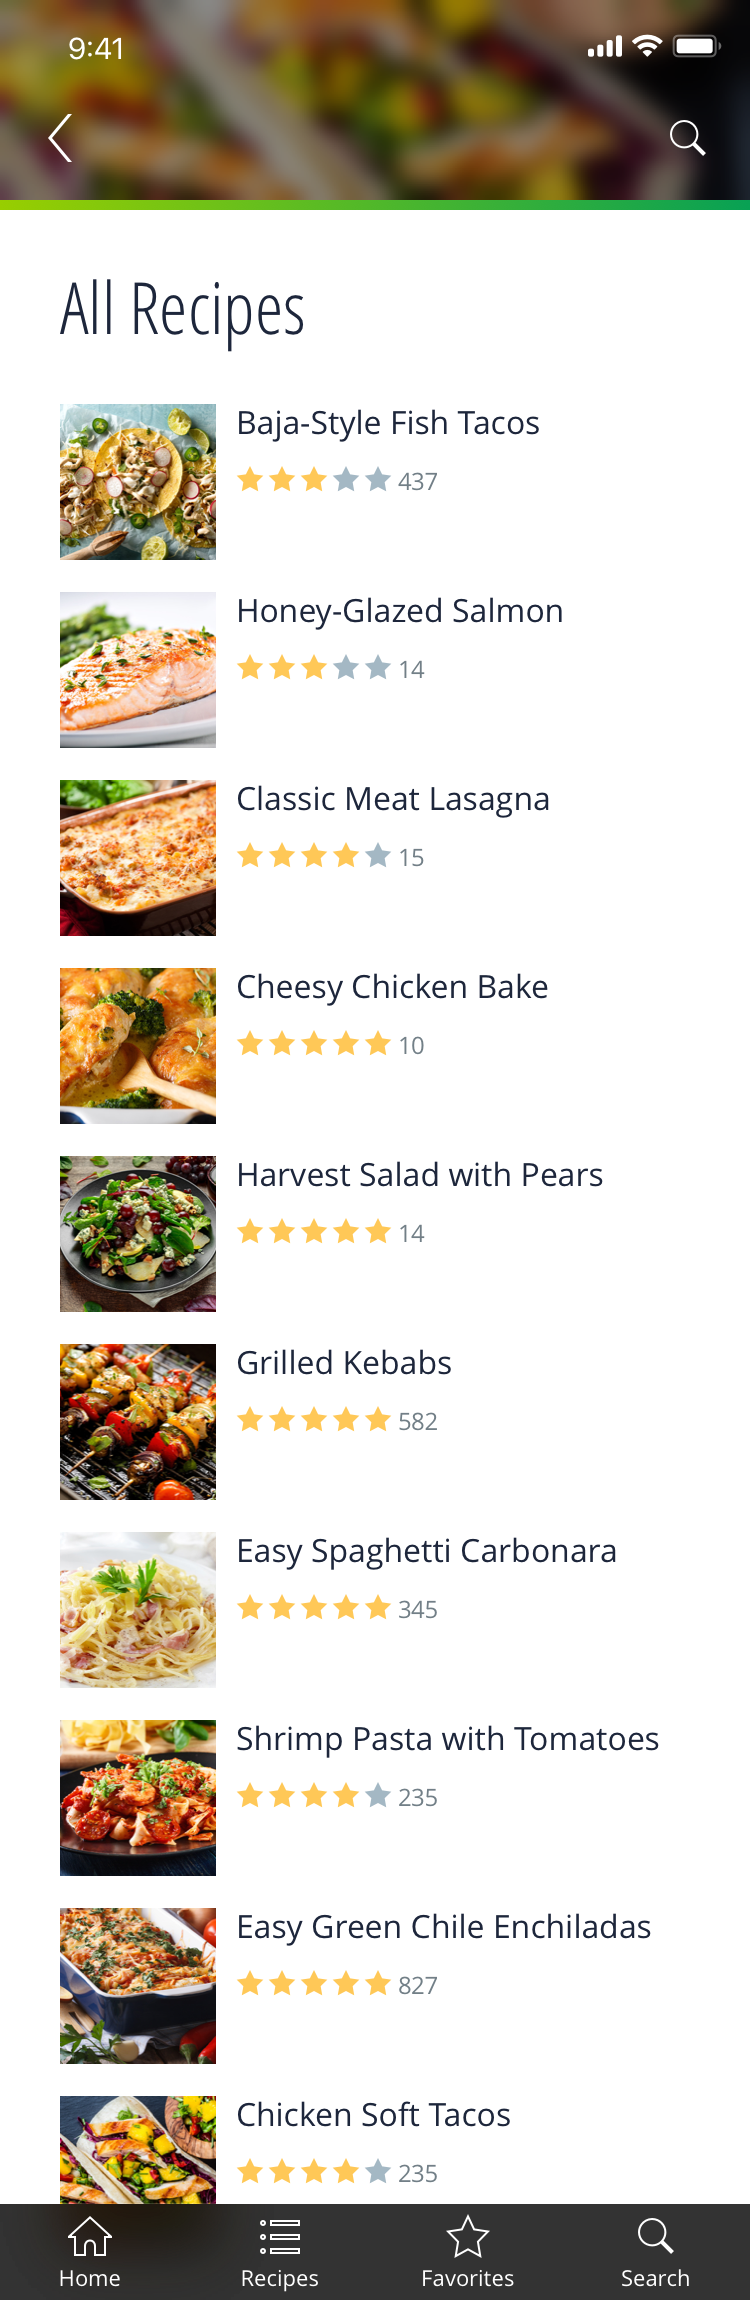 9:41
All Recipes
Baja-Style Fish Tacos
437
Honey-Glazed Salmon
14
Classic Meat Lasagna
15
Cheesy Chicken Bake
10
Harvest Salad with Pears
14
Grilled Kebabs
582
Easy Spaghetti Carbonara
345
Shrimp Pasta with Tomatoes
235
Easy Green Chile Enchiladas
827
Chicken Soft Tacos
235
Home Recipes Favorites Search